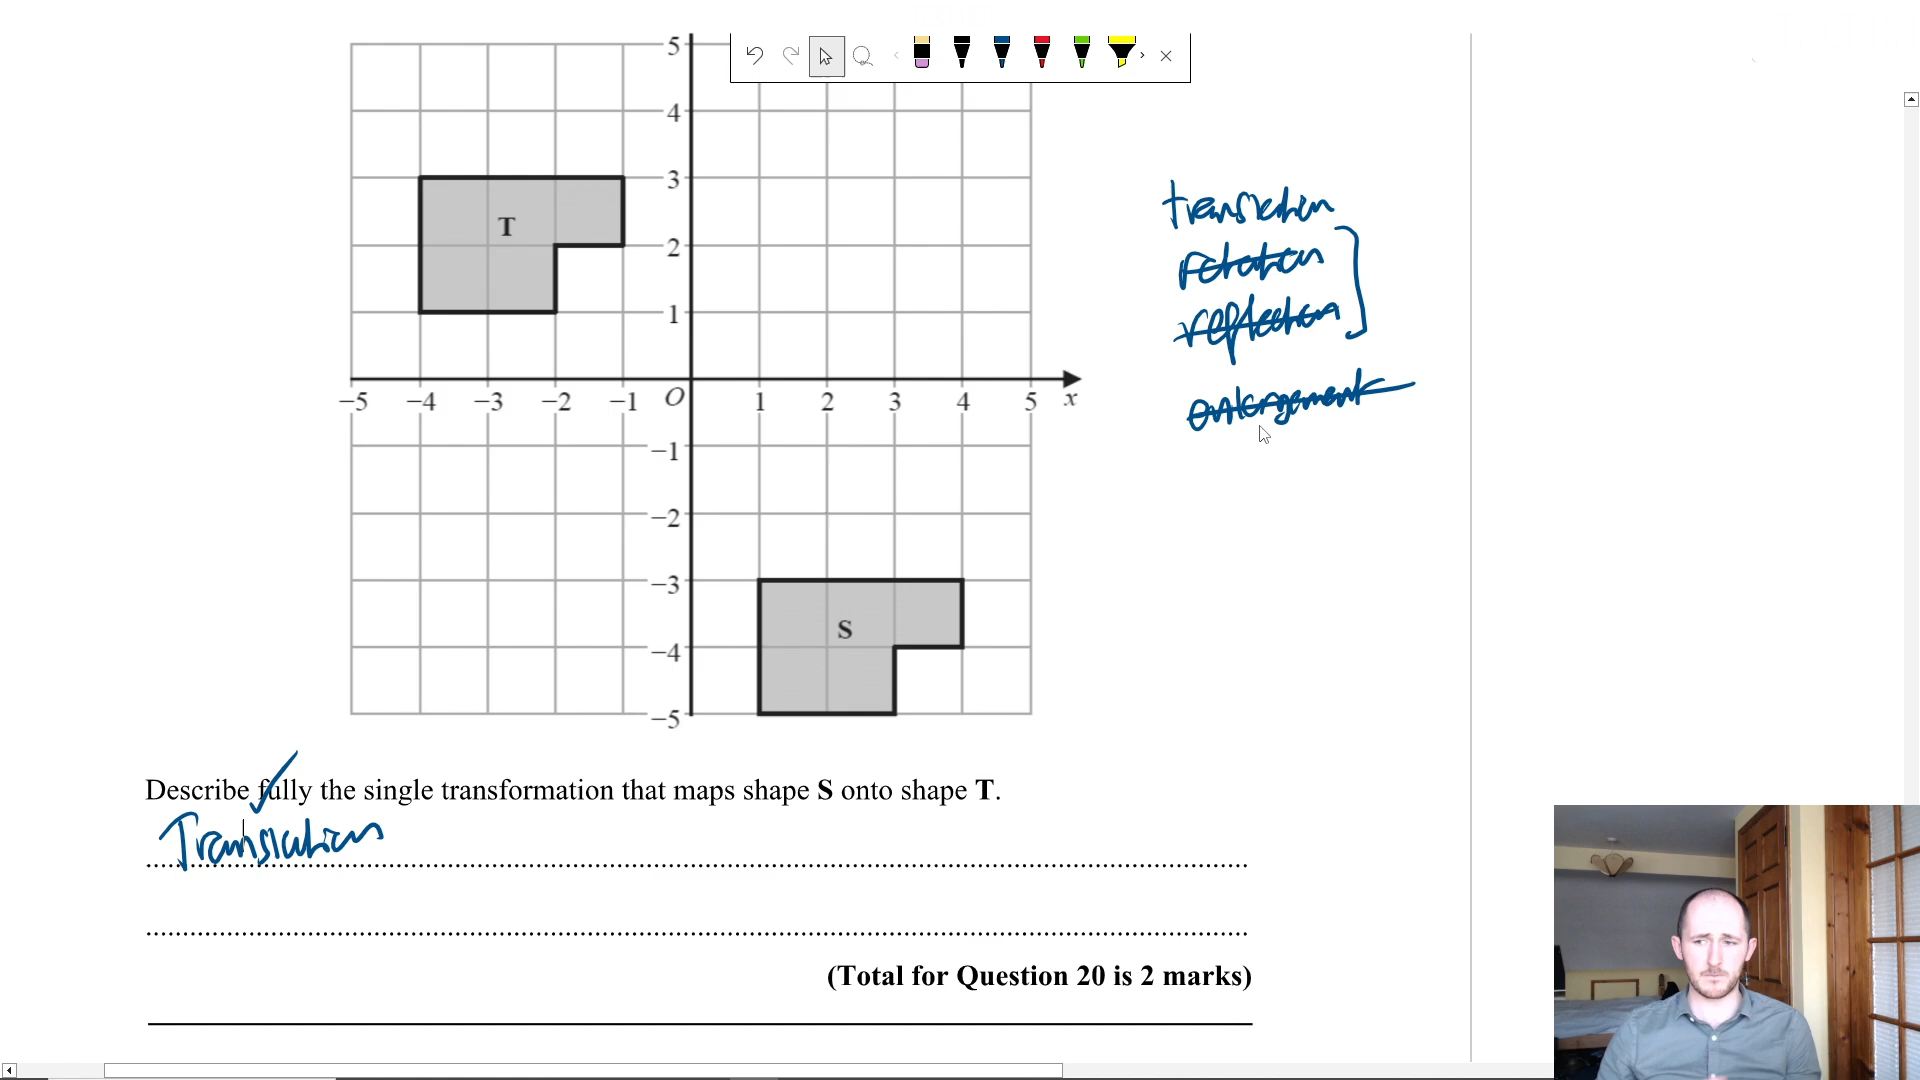 5
4
3
2
1
T
translation
rotation
reflection
enlargement
−5 −4 −3 −2 −1 O 1 2 3 4 5 x
−1
−2
−3
−4
−5
S
Describe fully the single transformation that maps shape S onto shape T.
Translation
(Total for Question 20 is 2 marks)